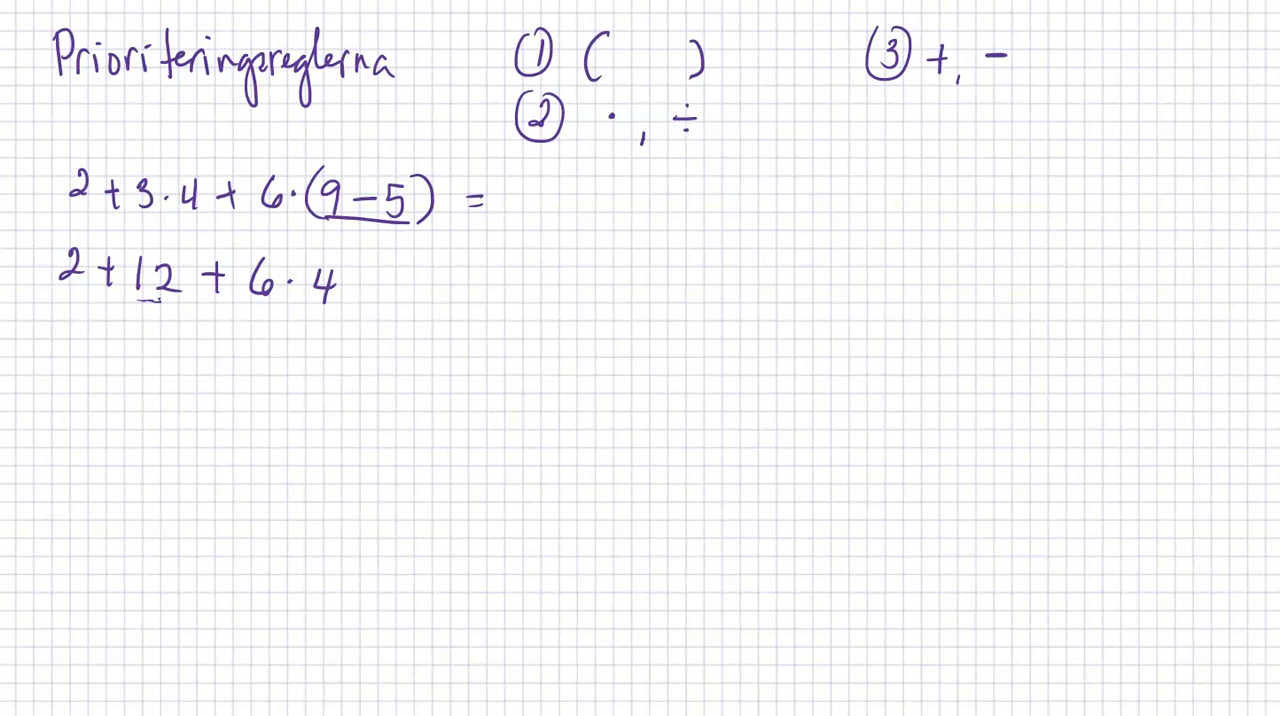 Prioriteringsreglerna ① ( ) ③ +, -
② · , ÷
2 + 3 · 4 + 6 · (9 - 5) =
2 + 12 + 6 · 4